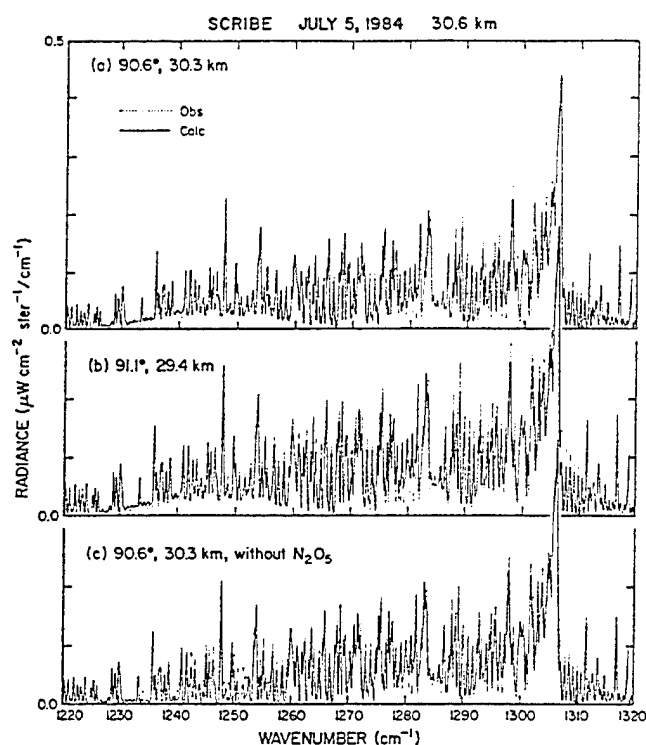 SCRIBE JULY 5, 1984 30.6 km
0.5
(a) 90.6°, 30.3 km
Obs
Calc
0.0
(b) 91.1°, 29.4 km
0.0
(c) 90.6°, 30.3 km, without N₂O₅
0.0
RADIANCE (μW cm⁻² ster⁻¹/cm⁻¹)
1220 1230 1240 1250 1260 1270 1280 1290 1300 1310 1320
WAVENUMBER (cm⁻¹)